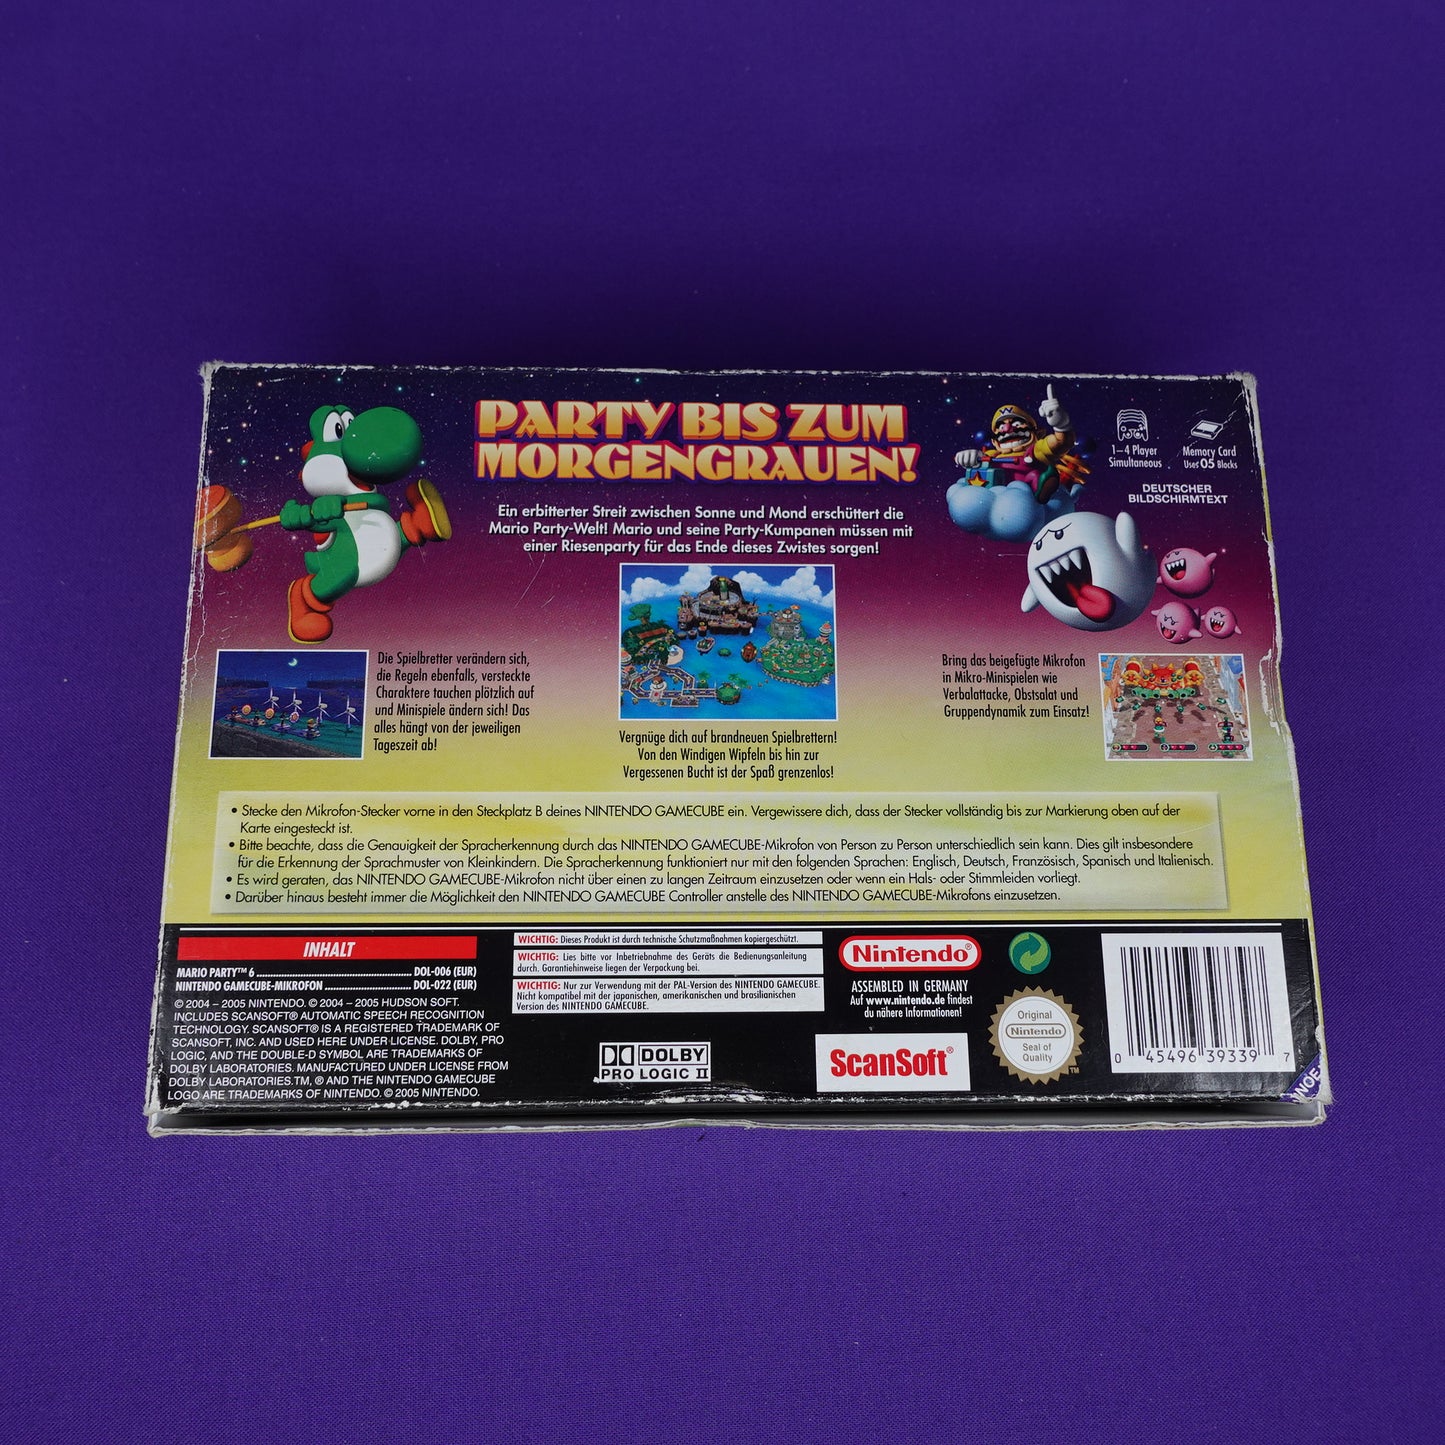 PARTY BIS ZUM
MORGENGRAUEN!
Ein erbitterter Streit zwischen Sonne und Mond erschüttert die
Mario Party-Welt! Mario und seine Party-Kumpanen müssen mit
einer Riesenparty für das Ende dieses Zwistes sorgen!
W
1–4 Player
Simultaneous
Memory Card
Uses 05 Blocks
DEUTSCHER
BILDSCHIRMTEXT
Die Spielbretter verändern sich,
die Regeln ebenfalls, versteckte
Charaktere tauchen plötzlich auf
und Minispiele ändern sich! Das
alles hängt von der jeweiligen
Tageszeit ab!
Vergnüge dich auf brandneuen Spielbrettern!
Von den Windigen Wipfeln bis hin zur
Vergessenen Bucht ist der Spaß grenzenlos!
Bring das beigefügte Mikrofon
in Mikro-Minispielen wie
Verbalattacke, Obstsalat und
Gruppendynamik zum Einsatz!
• Stecke den Mikrofon-Stecker vorne in den Steckplatz B deines NINTENDO GAMECUBE ein. Vergewissere dich, dass der Stecker vollständig bis zur Markierung oben auf der
Karte eingesteckt ist.
• Bitte beachte, dass die Genauigkeit der Spracherkennung durch das NINTENDO GAMECUBE-Mikrofon von Person zu Person unterschiedlich sein kann. Dies gilt insbesondere
für die Erkennung der Sprachmuster von Kleinkindern. Die Spracherkennung funktioniert nur mit den folgenden Sprachen: Englisch, Deutsch, Französisch, Spanisch und Italienisch.
• Es wird geraten, das NINTENDO GAMECUBE-Mikrofon nicht über einen zu langen Zeitraum einzusetzen oder wenn ein Hals- oder Stimmleiden vorliegt.
• Darüber hinaus besteht immer die Möglichkeit den NINTENDO GAMECUBE Controller anstelle des NINTENDO GAMECUBE-Mikrofons einzusetzen.
INHALT
MARIO PARTY™ 6 ........ DOL-006 (EUR)
NINTENDO GAMECUBE-MIKROFON ........ DOL-022 (EUR)
© 2004 – 2005 NINTENDO. © 2004 – 2005 HUDSON SOFT.
INCLUDES SCANSOFT® AUTOMATIC SPEECH RECOGNITION
TECHNOLOGY. SCANSOFT® IS A REGISTERED TRADEMARK OF
SCANSOFT, INC. AND USED HERE UNDER LICENSE. DOLBY, PRO
LOGIC, AND THE DOUBLE-D SYMBOL ARE TRADEMARKS OF
DOLBY LABORATORIES. MANUFACTURED UNDER LICENSE FROM
DOLBY LABORATORIES.TM, ® AND THE NINTENDO GAMECUBE
LOGO ARE TRADEMARKS OF NINTENDO. © 2005 NINTENDO.
WICHTIG: Dieses Produkt ist durch technische Schutzmaßnahmen kopiergeschützt.
WICHTIG: Lies bitte vor Inbetriebnahme des Geräts die Bedienungsanleitung
durch. Garantiehinweise liegen der Verpackung bei.
WICHTIG: Nur zur Verwendung mit der PAL-Version des NINTENDO GAMECUBE.
Nicht kompatibel mit der japanischen, amerikanischen und brasilianischen
Version des NINTENDO GAMECUBE.
DOLBY
PRO LOGIC II
Nintendo®
ASSEMBLED IN GERMANY
Auf www.nintendo.de findest
du nähere Informationen!
ScanSoft®
Original
Nintendo
Seal of
Quality
™
0 45496 39339 7
NOE